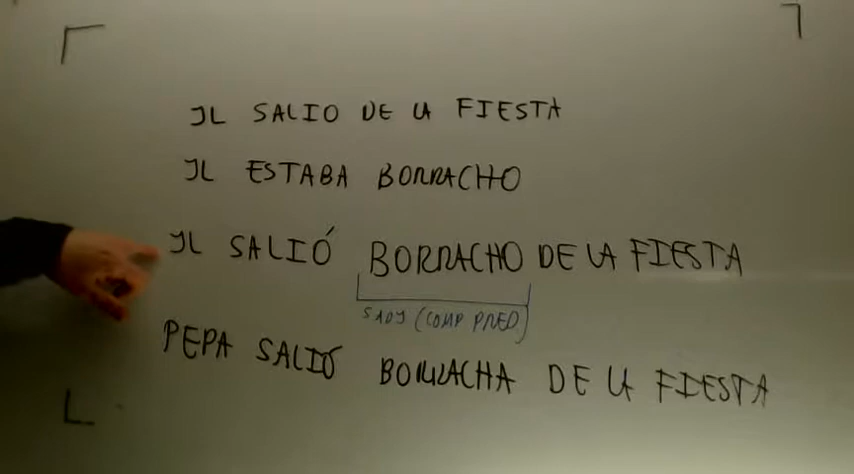 JL SALIO DE LA FIESTA
JL ESTABA BORRACHO
JL SALIÓ BORRACHO DE LA FIESTA
SADJ (COMP PRED)
PEPA SALIÓ BORRACHA DE LA FIESTA